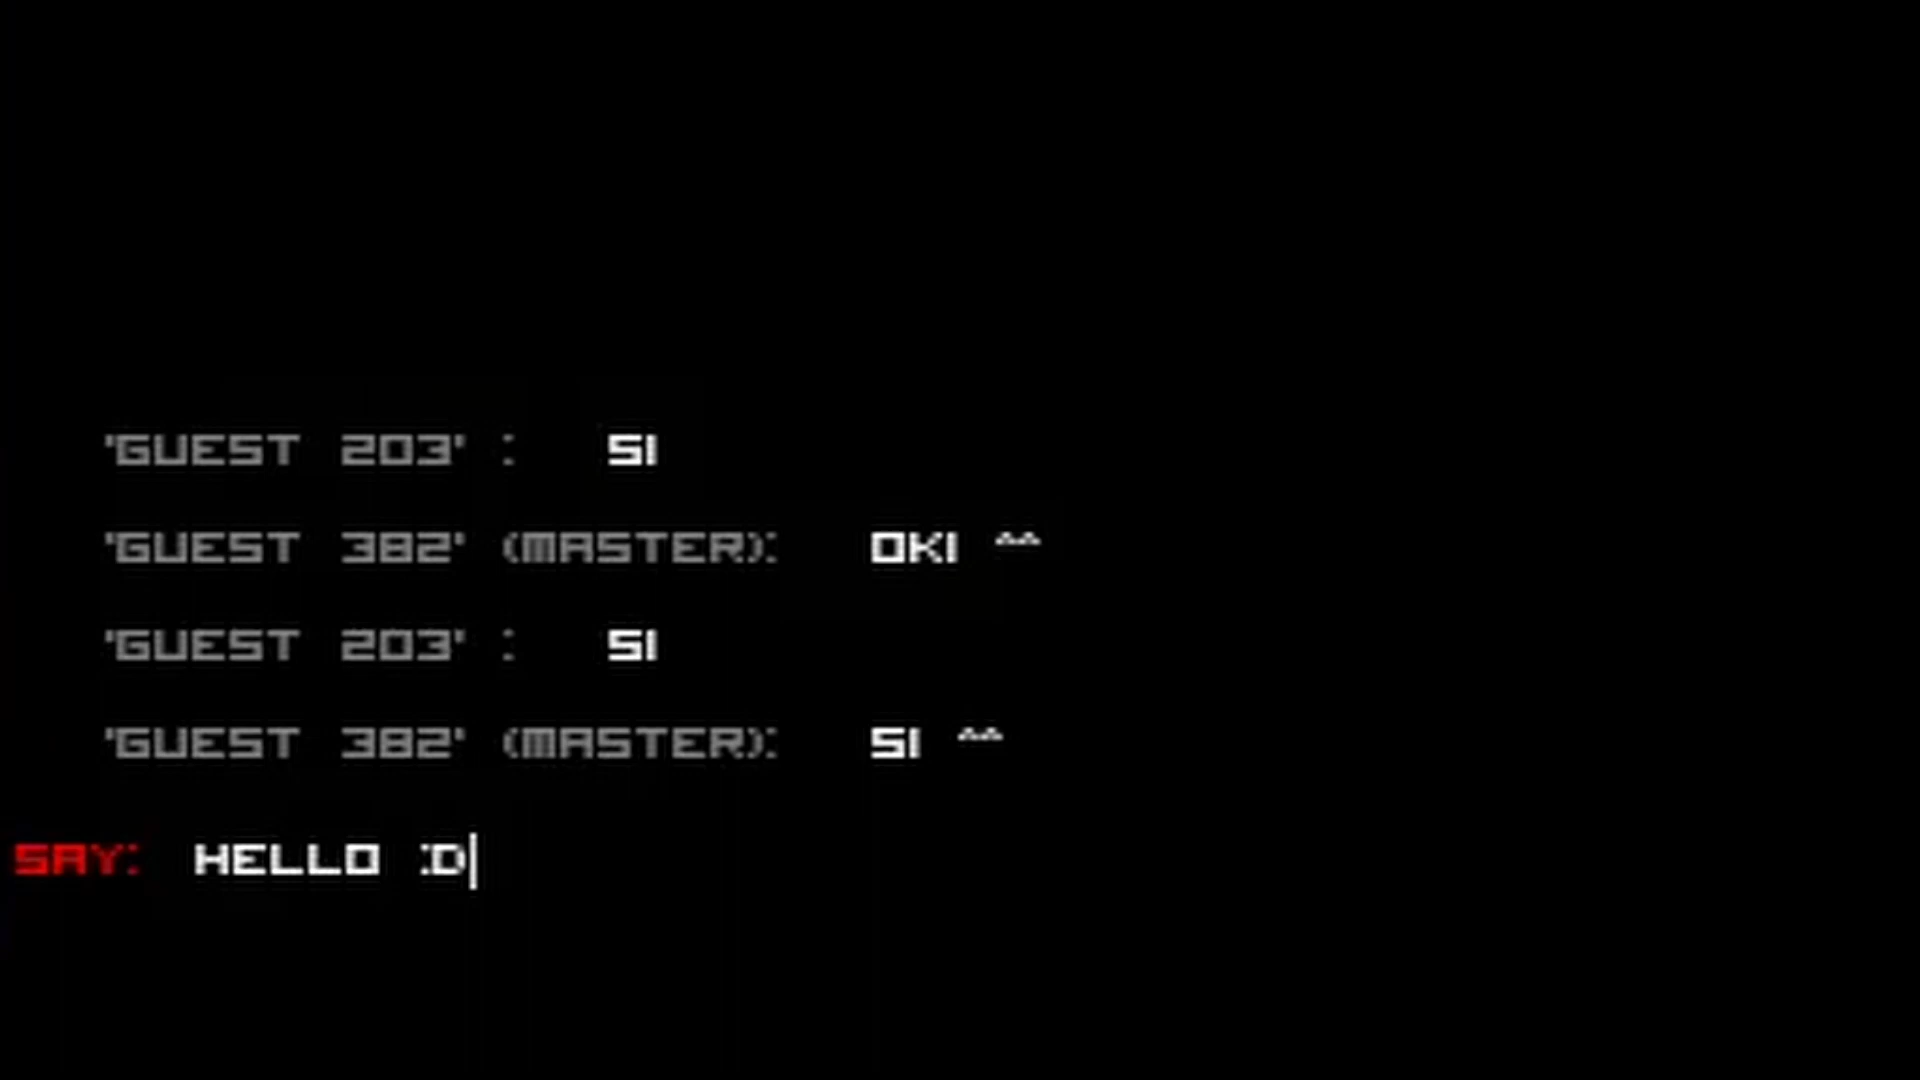 'GUEST 203' : SI
'GUEST 382' (MASTER): OKI ^^
'GUEST 203' : SI
'GUEST 382' (MASTER): SI ^^
SAY: HELLO :D